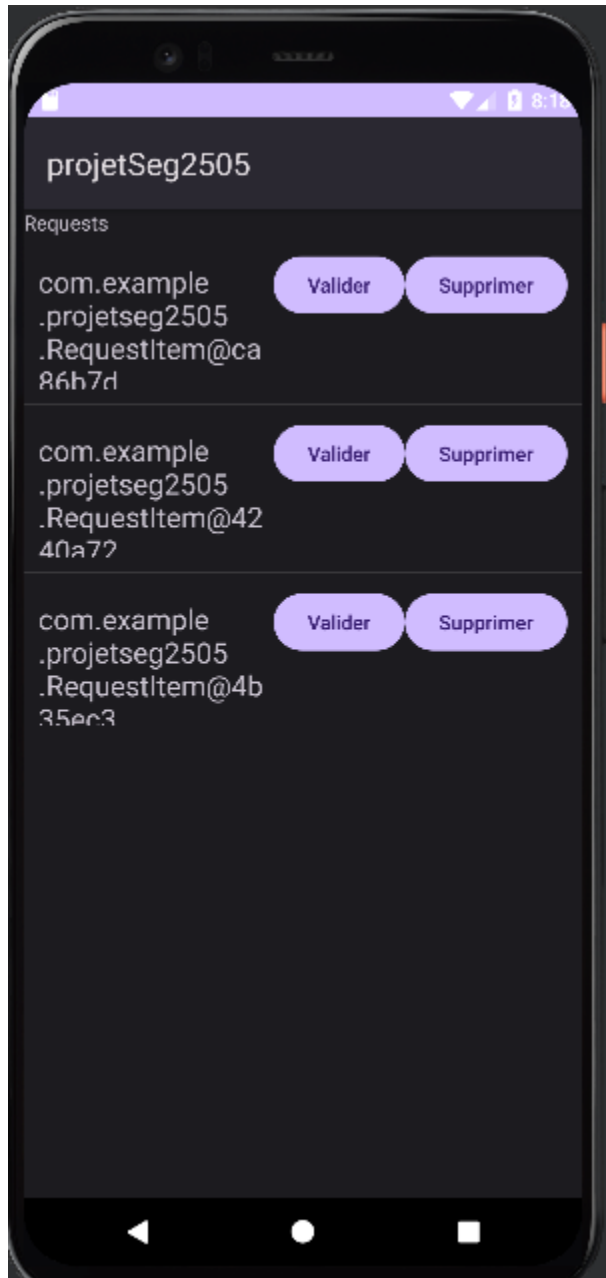 8:18
projetSeg2505
Requests
com.example
.projetseg2505
.RequestItem@ca
86b7d
Valider
Supprimer
com.example
.projetseg2505
.RequestItem@42
40a72
Valider
Supprimer
com.example
.projetseg2505
.RequestItem@4b
35ec3
Valider
Supprimer